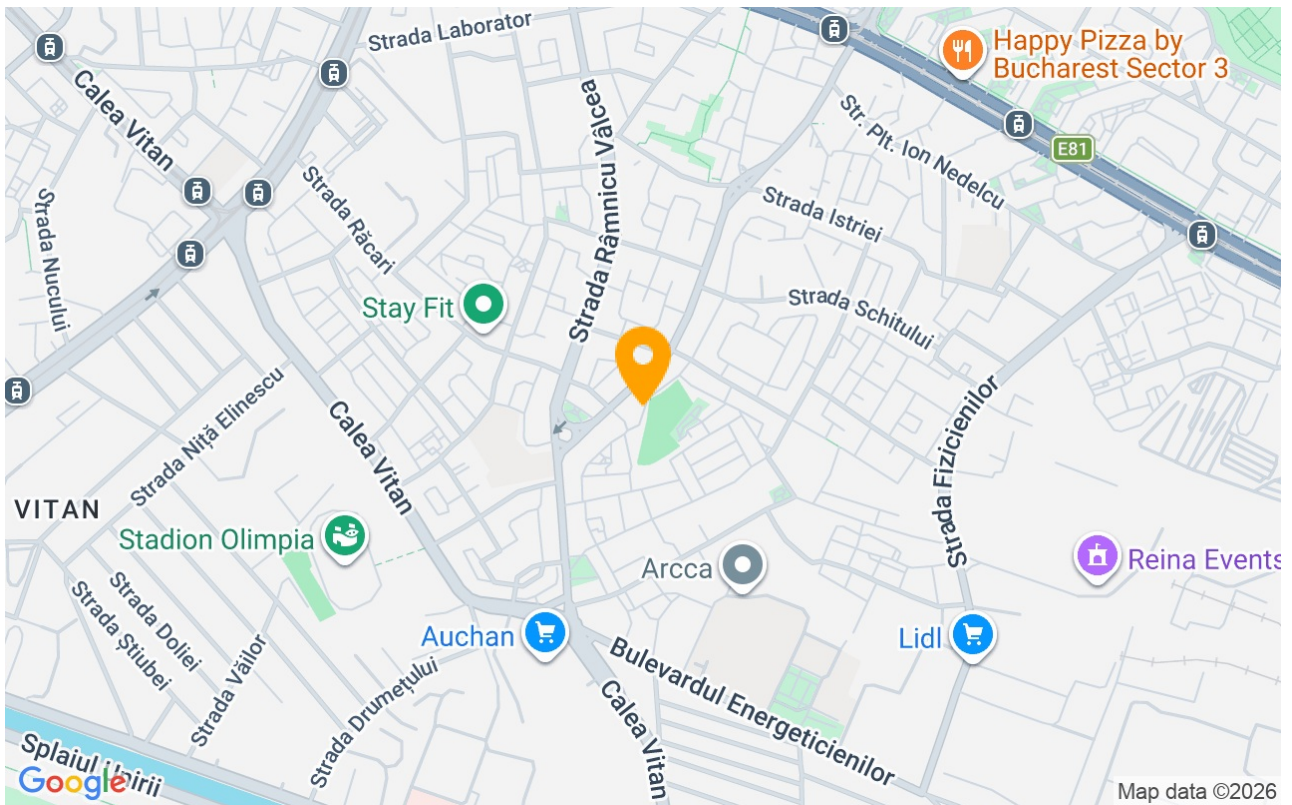 Strada Laborator
Happy Pizza by
Bucharest Sector 3
Calea Vitan
Str. Plt. Ion Nedelcu
E81
Strada Râmnicu Vâlcea
Strada Răcari
Strada Istriei
Strada Nucului
Stay Fit
Strada Schitului
Strada Niță Elinescu
Calea Vitan
Strada Fizicienilor
VITAN
Stadion Olimpia
Arcca
Reina Events
Strada Doliei
Strada Știubei
Strada Văilor
Auchan
Lidl
Strada Drumețului
Bulevardul Energeticienilor
Calea Vitan
Splaiul Unirii
Google
Map data ©2026